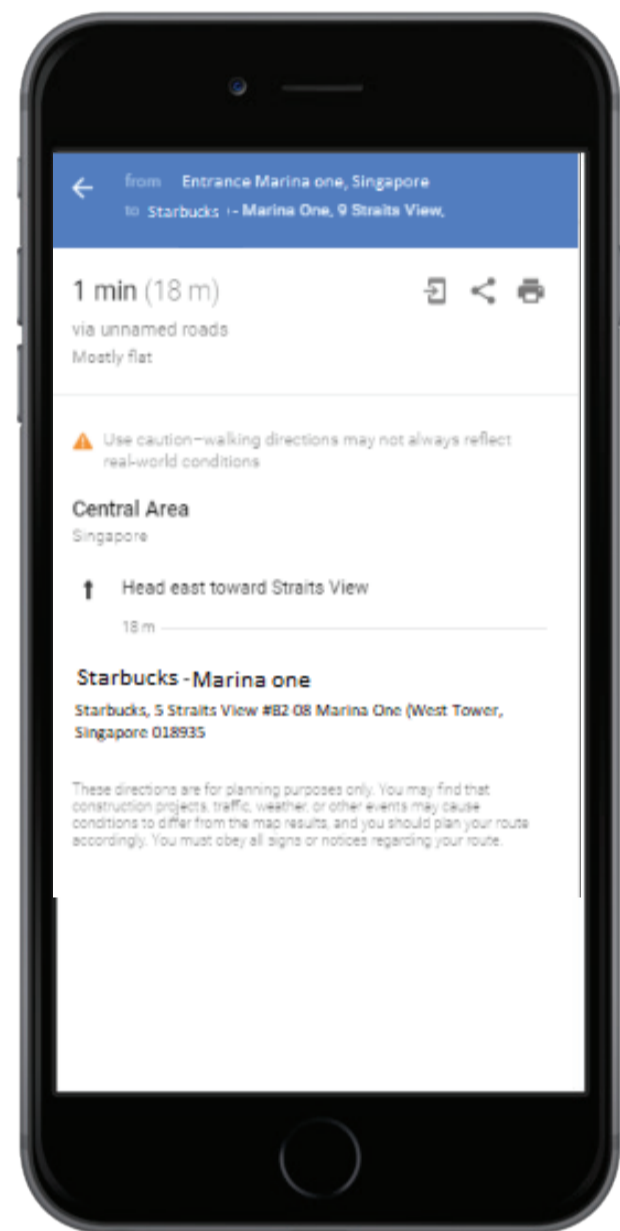 from Entrance Marina one, Singapore
to Starbucks - Marina One, 9 Straits View,
1 min (18 m)
via unnamed roads
Mostly flat
Use caution–walking directions may not always reflect
real-world conditions
Central Area
Singapore
Head east toward Straits View
18 m
Starbucks - Marina one
Starbucks, 5 Straits View #B2 08 Marina One (West Tower,
Singapore 018935
These directions are for planning purposes only. You may find that
construction projects, traffic, weather, or other events may cause
conditions to differ from the map results, and you should plan your route
accordingly. You must obey all signs or notices regarding your route.